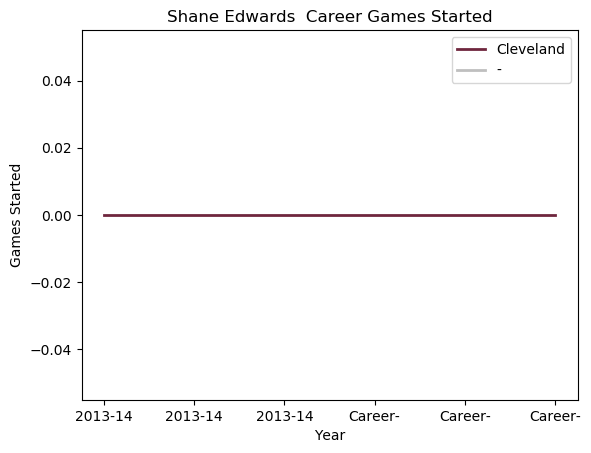 Shane Edwards  Career Games Started
Cleveland
-
0.04
0.02
0.00
−0.02
−0.04
Games Started
2013-14 2013-14 2013-14 Career- Career- Career-
Year